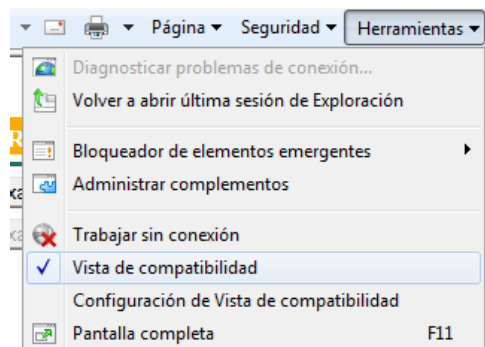 Página Seguridad Herramientas
Diagnosticar problemas de conexión...
Volver a abrir última sesión de Exploración
Bloqueador de elementos emergentes
Administrar complementos
Trabajar sin conexión
Vista de compatibilidad
Configuración de Vista de compatibilidad
Pantalla completa F11